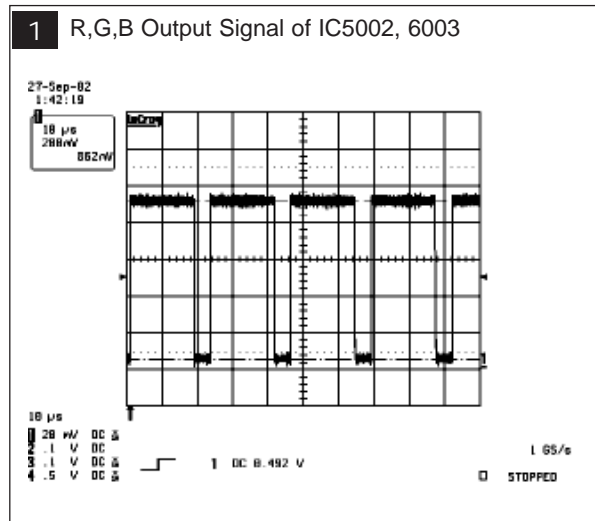 1 R,G,B Output Signal of IC5002, 6003
27-Sep-02
1:42:19
1
10 µs
200mV
862mV
LeCroy
1
10 µs
1 20 mV DC
2 .1 V DC
3 .1 V DC
4 .5 V DC
1 DC 0.492 V
1 GS/s
STOPPED